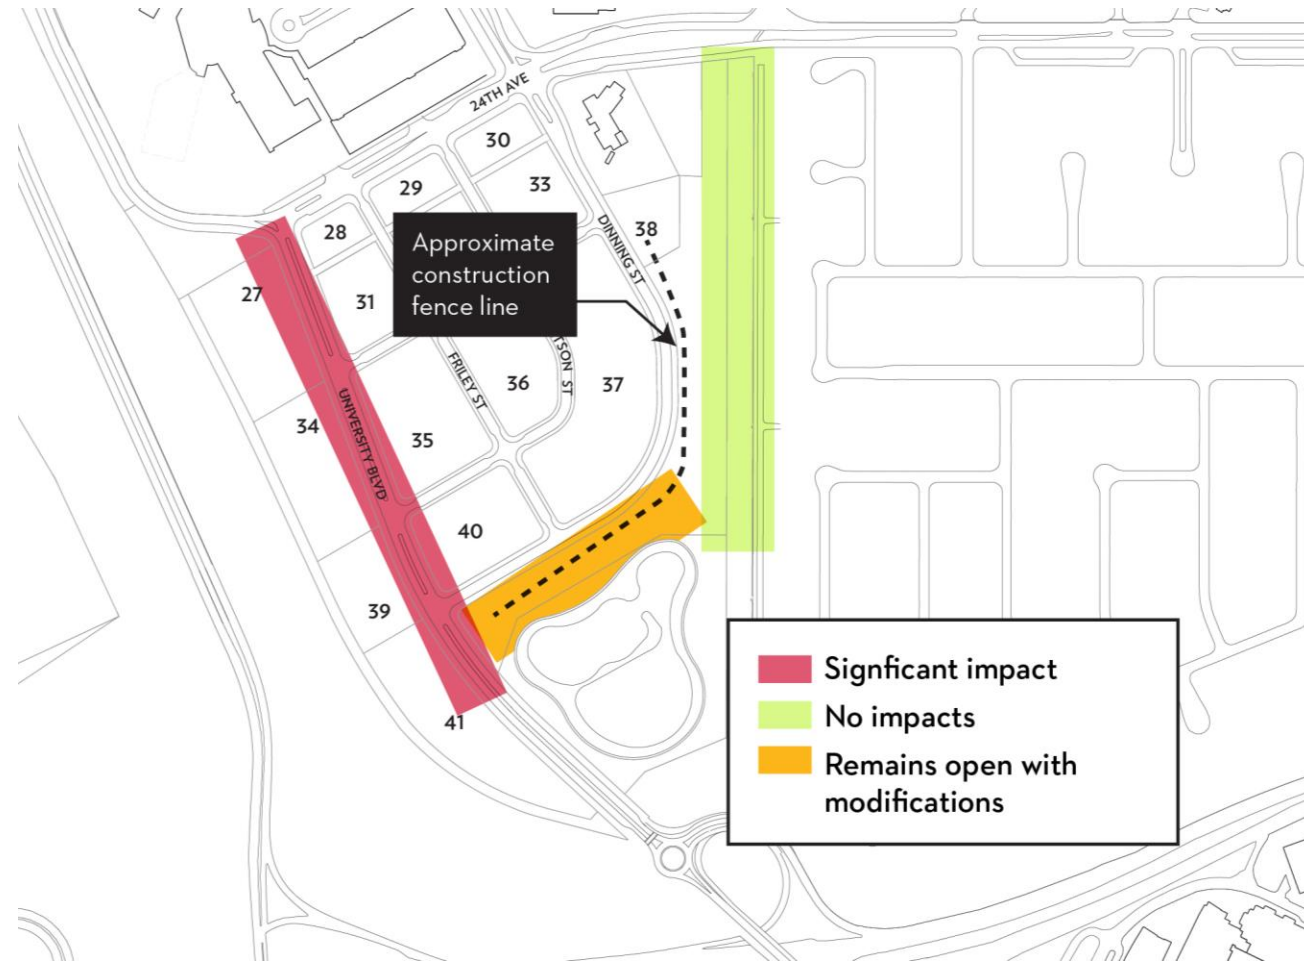 24TH AVE
30
29
33
28
38
DINNING ST
Approximate
construction
fence line
27
31
TSON ST
FRILEY ST
36
37
UNIVERSITY BLVD
34
35
40
39
41
Signficant impact
No impacts
Remains open with
modifications